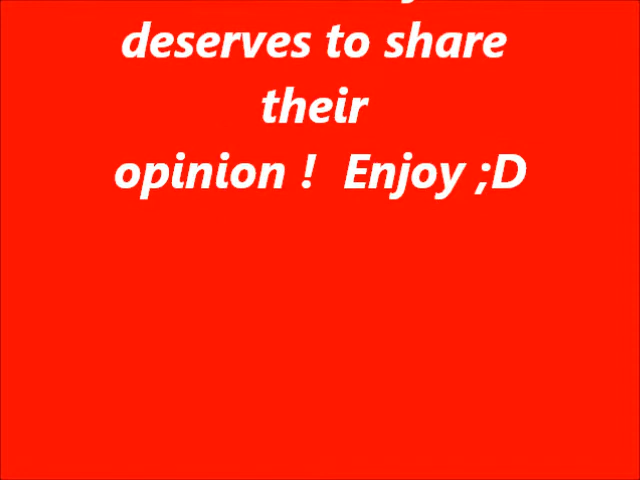 deserves to share
their
opinion !  Enjoy ;D